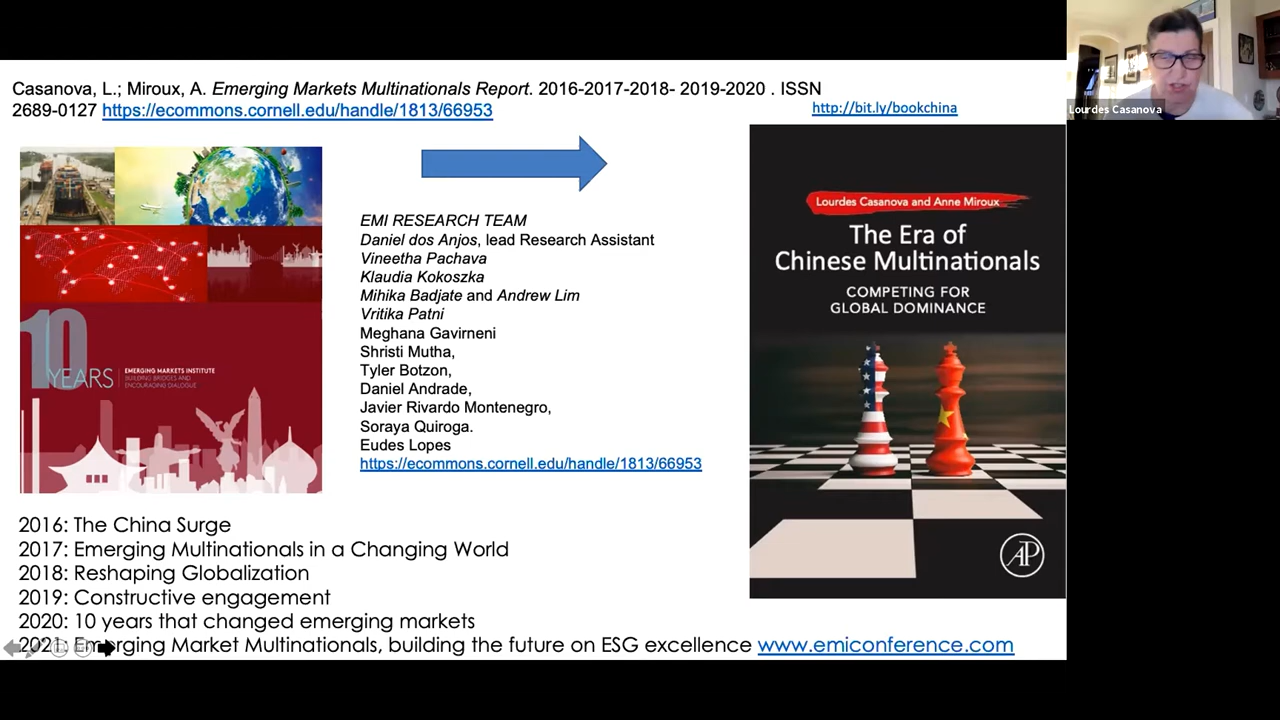 Casanova, L.; Miroux, A. Emerging Markets Multinationals Report. 2016-2017-2018- 2019-2020 . ISSN
2689-0127 https://ecommons.cornell.edu/handle/1813/66953
http://bit.ly/bookchina
Lourdes Casanova
10
YEARS
EMERGING MARKETS INSTITUTE
BUILDING BRIDGES AND
ENCOURAGING DIALOGUE
EMI RESEARCH TEAM
Daniel dos Anjos, lead Research Assistant
Vineetha Pachava
Klaudia Kokoszka
Mihika Badjate and Andrew Lim
Vritika Patni
Meghana Gavirneni
Shristi Mutha,
Tyler Botzon,
Daniel Andrade,
Javier Rivardo Montenegro,
Soraya Quiroga.
Eudes Lopes
https://ecommons.cornell.edu/handle/1813/66953
Lourdes Casanova and Anne Miroux
The Era of
Chinese Multinationals
COMPETING FOR
GLOBAL DOMINANCE
AP
2016: The China Surge
2017: Emerging Multinationals in a Changing World
2018: Reshaping Globalization
2019: Constructive engagement
2020: 10 years that changed emerging markets
2021: Emerging Market Multinationals, building the future on ESG excellence www.emiconference.com